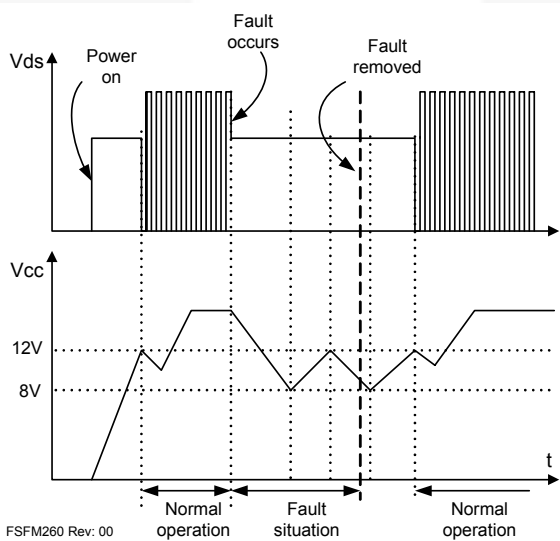 Fault
occurs
Power
on
Fault
removed
Vds
Vcc
12V
8V
t
Normal
operation
Fault
situation
Normal
operation
FSFM260 Rev: 00